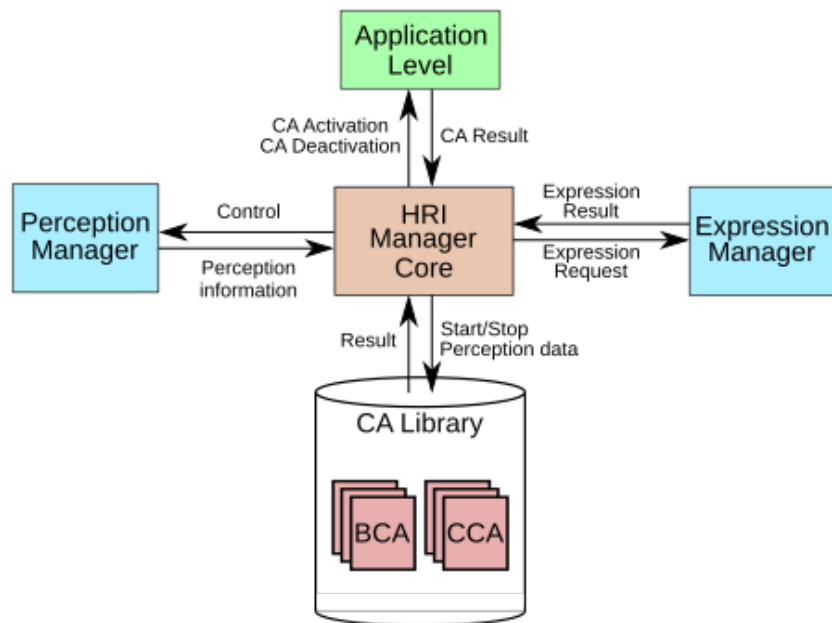 Application
Level
CA Activation
CA Deactivation
CA Result
Perception
Manager
Control
Perception
information
HRI
Manager
Core
Expression
Result
Expression
Request
Expression
Manager
Result
Start/Stop
Perception data
CA Library
BCA
CCA